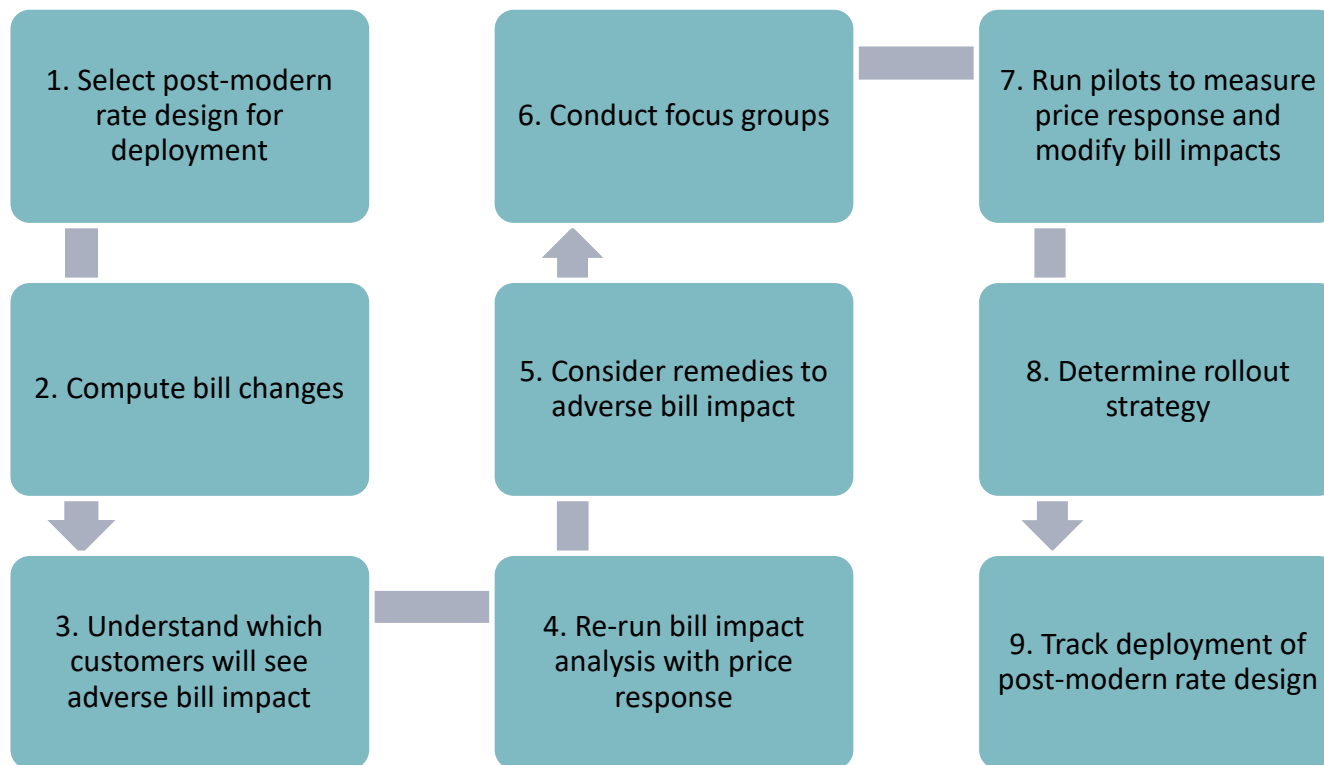 1. Select post-modern
rate design for
deployment
2. Compute bill changes
3. Understand which
customers will see
adverse bill impact
4. Re-run bill impact
analysis with price
response
5. Consider remedies to
adverse bill impact
6. Conduct focus groups
7. Run pilots to measure
price response and
modify bill impacts
8. Determine rollout
strategy
9. Track deployment of
post-modern rate design